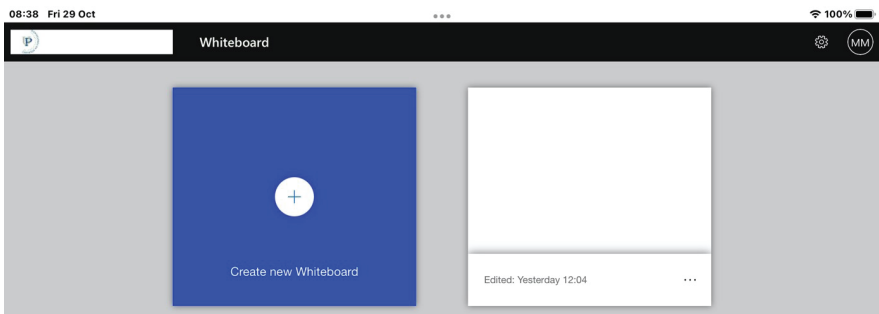 08:38 Fri 29 Oct
100%
P
Whiteboard
MM
Create new Whiteboard
Edited: Yesterday 12:04